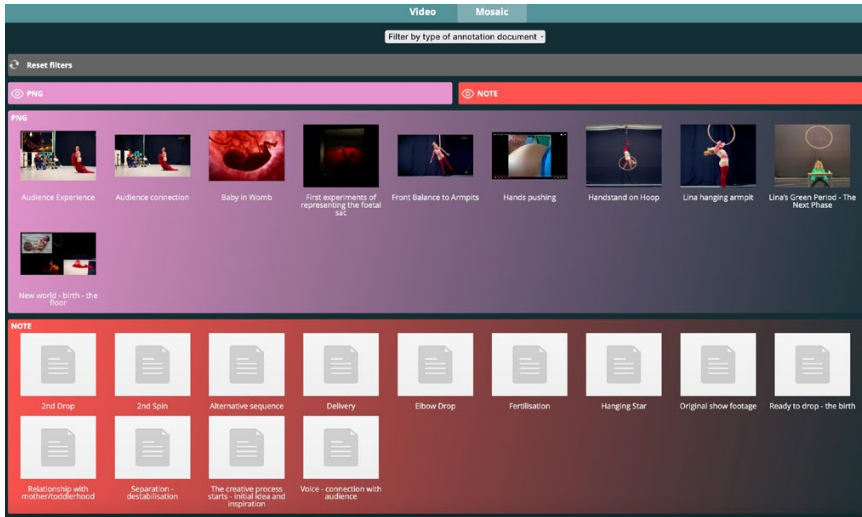 Video Mosaic
Filter by type of annotation document
Reset filters
PNG NOTE
PNG
Audience Experience
Audience connection
Baby in Womb
First experiments of
representing the foetal
sac
Front Balance to Armpits
Hands pushing
Handstand on Hoop
Lina hanging armpit
Lina's Green Period - The
Next Phase
New world - birth - the
floor
NOTE
2nd Drop
2nd Spin
Alternative sequence
Delivery
Elbow Drop
Fertilisation
Hanging Star
Original show footage
Ready to drop - the birth
Relationship with
mother/toddlerhood
Separation -
destabilisation
The creative process
starts - initial idea and
inspiration
Voice - connection with
audience